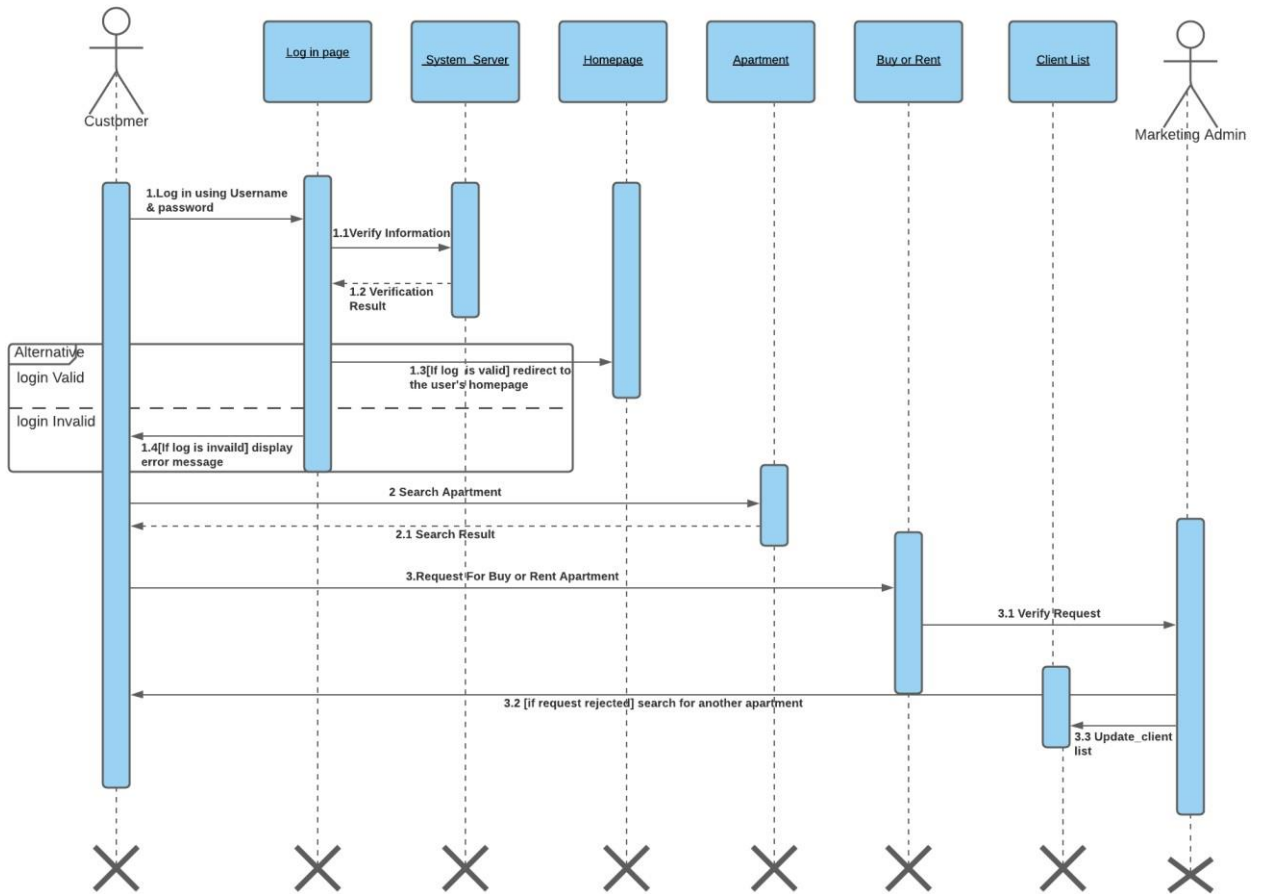 Log in page
System_Server
Homepage
Apartment
Buy or Rent
Client List
Customer
Marketing Admin
1.Log in using Username
& password
1.1Verify Information
1.2 Verification
Result
Alternative
login Valid
1.3[If log is valid] redirect to
the user's homepage
login Invalid
1.4[If log is invaild] display
error message
2 Search Apartment
2.1 Search Result
3.Request For Buy or Rent Apartment
3.1 Verify Request
3.2 [if request rejected] search for another apartment
3.3 Update_client
list